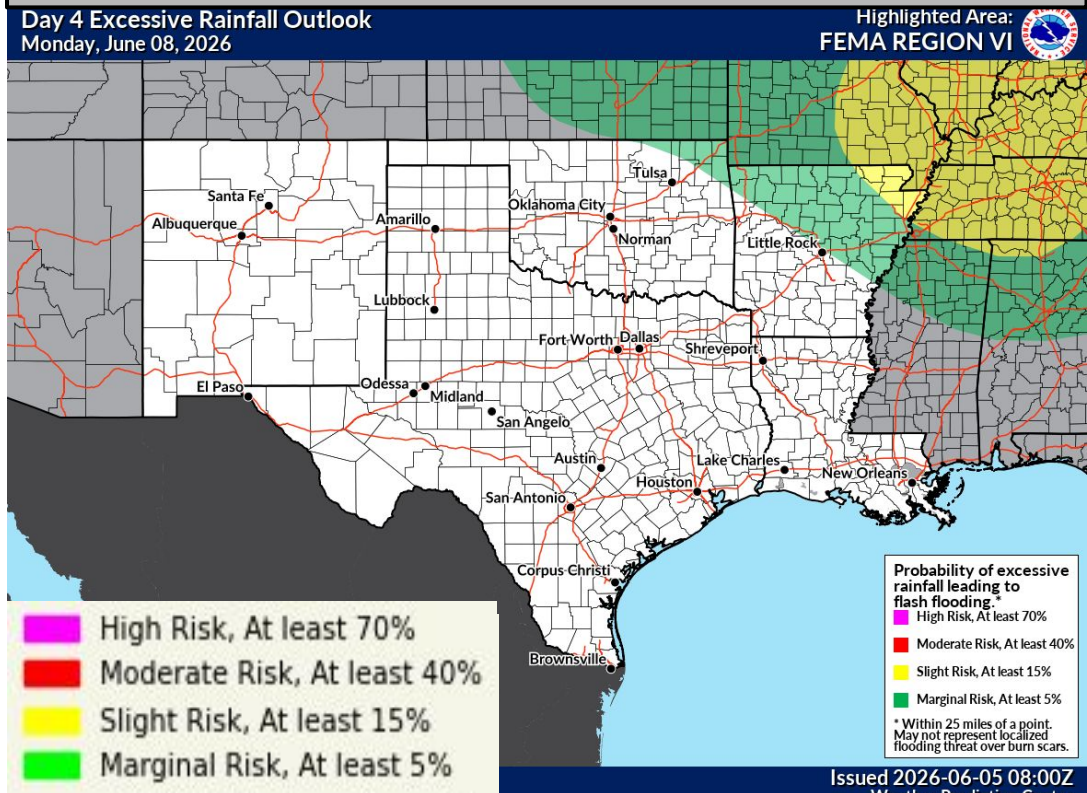 Day 4 Excessive Rainfall Outlook
Monday, June 08, 2026
Highlighted Area:
FEMA REGION VI
NATIONAL WEATHER SERVICE
Santa Fe
Albuquerque
Amarillo
Tulsa
Oklahoma City
Norman
Little Rock
Lubbock
Fort Worth
Dallas
Shreveport
El Paso
Odessa
Midland
San Angelo
Austin
Lake Charles
Houston
New Orleans
San Antonio
Corpus Christi
Brownsville
High Risk, At least 70%
Moderate Risk, At least 40%
Slight Risk, At least 15%
Marginal Risk, At least 5%
Probability of excessive
rainfall leading to
flash flooding.*
High Risk, At least 70%
Moderate Risk, At least 40%
Slight Risk, At least 15%
Marginal Risk, At least 5%
* Within 25 miles of a point.
May not represent localized
flooding threat over burn scars.
Issued 2026-06-05 08:00Z
Weather Prediction Center